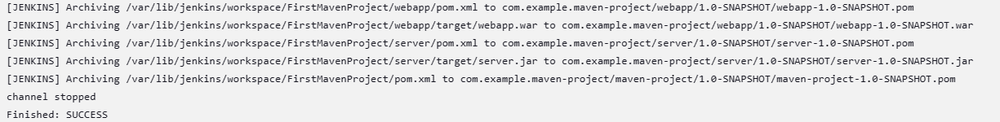 [JENKINS] Archiving /var/lib/jenkins/workspace/FirstMavenProject/webapp/pom.xml to com.example.maven-project/webapp/1.0-SNAPSHOT/webapp-1.0-SNAPSHOT.pom
[JENKINS] Archiving /var/lib/jenkins/workspace/FirstMavenProject/webapp/target/webapp.war to com.example.maven-project/webapp/1.0-SNAPSHOT/webapp-1.0-SNAPSHOT.war
[JENKINS] Archiving /var/lib/jenkins/workspace/FirstMavenProject/server/pom.xml to com.example.maven-project/server/1.0-SNAPSHOT/server-1.0-SNAPSHOT.pom
[JENKINS] Archiving /var/lib/jenkins/workspace/FirstMavenProject/server/target/server.jar to com.example.maven-project/server/1.0-SNAPSHOT/server-1.0-SNAPSHOT.jar
[JENKINS] Archiving /var/lib/jenkins/workspace/FirstMavenProject/pom.xml to com.example.maven-project/maven-project/1.0-SNAPSHOT/maven-project-1.0-SNAPSHOT.pom
channel stopped
Finished: SUCCESS